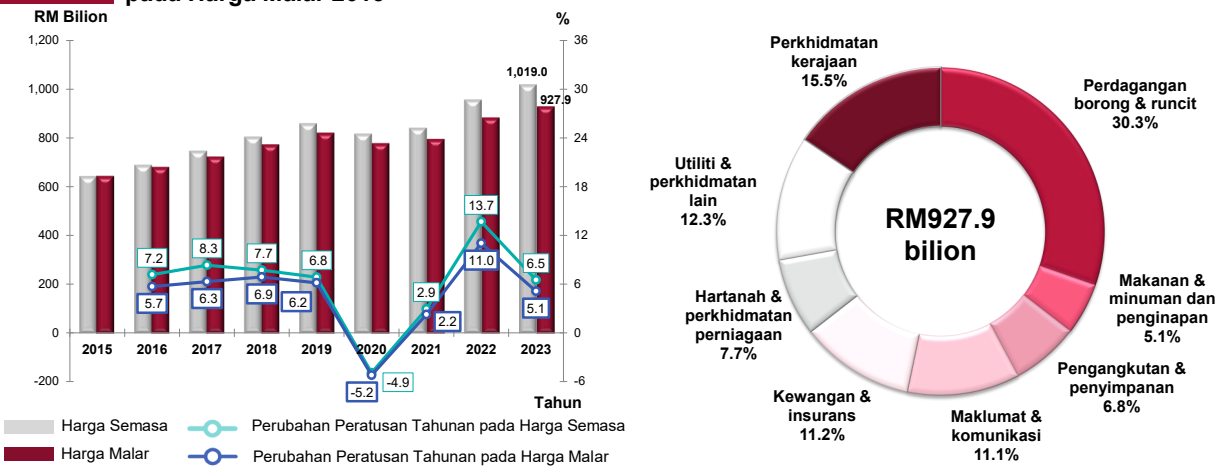 RM Bilion
%
1,200
1,000
800
600
400
200
0
-200
36
30
24
18
12
6
0
-6
1,019.0
927.9
7.2
8.3
7.7
6.8
-4.9
2.9
13.7
6.5
5.7
6.3
6.9
6.2
-5.2
2.2
11.0
5.1
2015 2016 2017 2018 2019 2020 2021 2022 2023
Tahun
Harga Semasa
Perubahan Peratusan Tahunan pada Harga Semasa
Harga Malar
Perubahan Peratusan Tahunan pada Harga Malar
Perkhidmatan
kerajaan
15.5%
Perdagangan
borong & runcit
30.3%
Utiliti &
perkhidmatan
lain
12.3%
RM927.9
bilion
Makanan &
minuman dan
penginapan
5.1%
Hartanah &
perkhidmatan
perniagaan
7.7%
Pengangkutan &
penyimpanan
6.8%
Kewangan &
insurans
11.2%
Maklumat &
komunikasi
11.1%